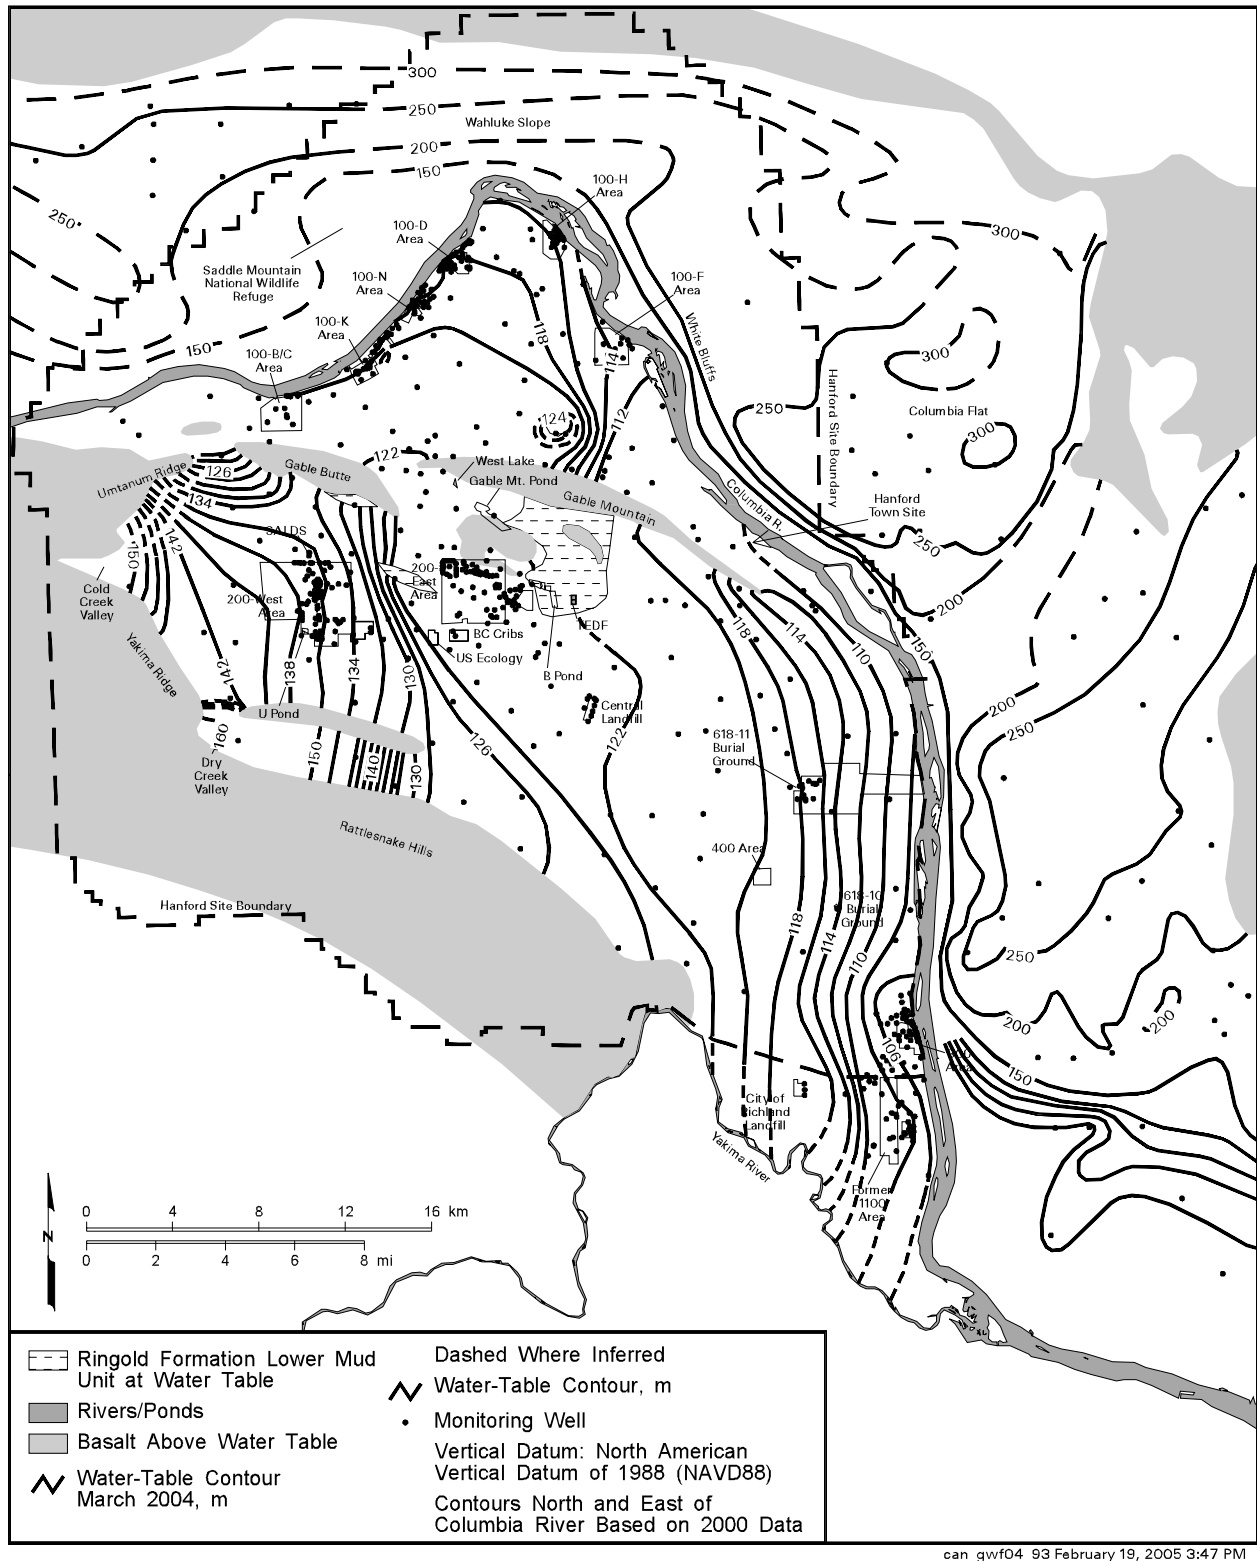 300
250
Wahluke Slope
200
150
100-H
Area
250
100-D
Area
300
Saddle Mountain
National Wildlife
Refuge
100-N
Area
100-F
Area
100-K
Area
118
White Bluffs
150
100-B/C
Area
114
300
Hanford Site Boundary
250
Columbia Flat
124
112
300
122
West Lake
Umtanum Ridge
126
Gable Butte
Gable Mt. Pond
Gable Mountain
Columbia R.
Hanford
Town Site
134
142
150
250
Cold
Creek
Valley
200-West
Area
East
Area
200
BC Cribs
118
114
110
150
US Ecology
Yakima Ridge
142
138
134
130
B Pond
U Pond
Central
Landfill
200
160
150
140
130
126
122
618-11
Burial
Ground
250
Dry
Creek
Valley
Rattlesnake Hills
400 Area
618-10
Burial
Ground
Hanford Site Boundary
118
114
110
250
200
200
106
Area
150
City of
Richland
Landfill
Yakima River
Former
1100
Area
N
0 4 8 12 16 km
0 2 4 6 8 mi
Ringold Formation Lower Mud
Unit at Water Table
Rivers/Ponds
Basalt Above Water Table
Water-Table Contour
March 2004, m
Dashed Where Inferred
Water-Table Contour, m
Monitoring Well
Vertical Datum: North American
Vertical Datum of 1988 (NAVD88)
Contours North and East of
Columbia River Based on 2000 Data
can_gwf04_93 February 19, 2005 3:47 PM